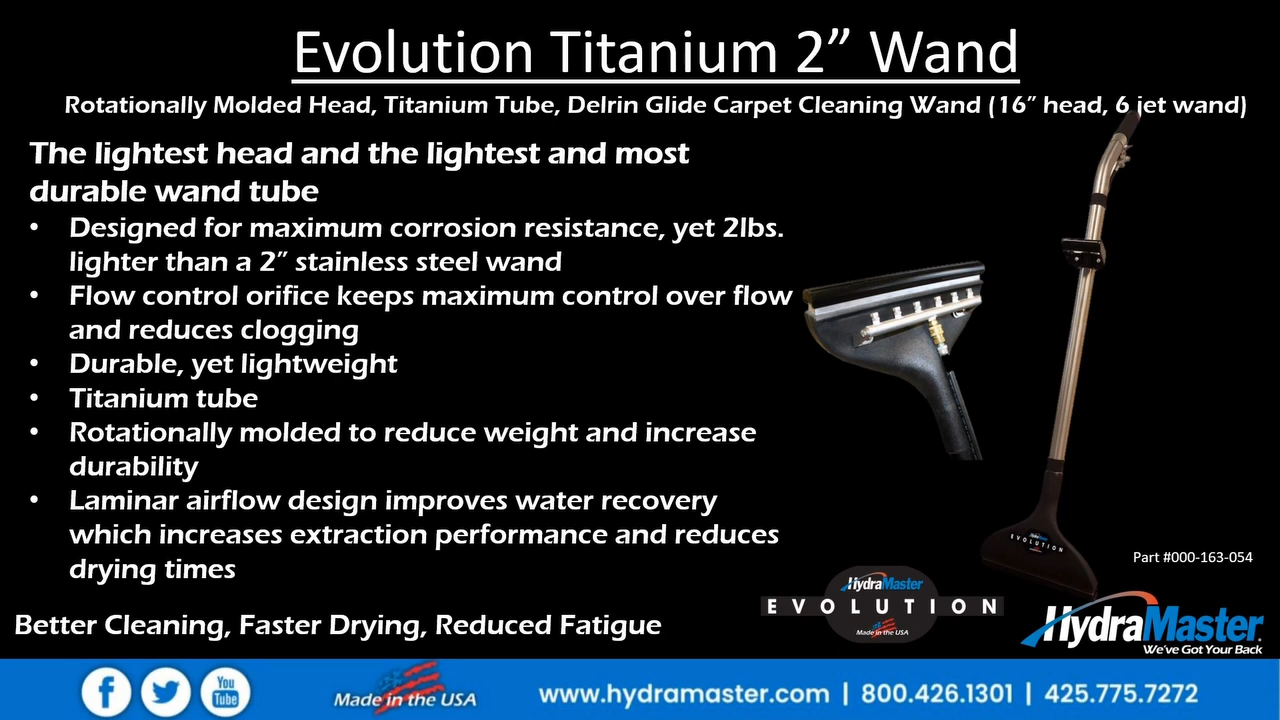 Evolution Titanium 2” Wand
Rotationally Molded Head, Titanium Tube, Delrin Glide Carpet Cleaning Wand (16” head, 6 jet wand)
The lightest head and the lightest and most
durable wand tube
• Designed for maximum corrosion resistance, yet 2lbs.
lighter than a 2” stainless steel wand
• Flow control orifice keeps maximum control over flow
and reduces clogging
• Durable, yet lightweight
• Titanium tube
• Rotationally molded to reduce weight and increase
durability
• Laminar airflow design improves water recovery
which increases extraction performance and reduces
drying times
Better Cleaning, Faster Drying, Reduced Fatigue
EVOLUTION
Part #000-163-054
HydraMaster
EVOLUTION
Made in the USA
HydraMaster
We've Got Your Back
f
You
Tube
Made in the USA
www.hydramaster.com | 800.426.1301 | 425.775.7272